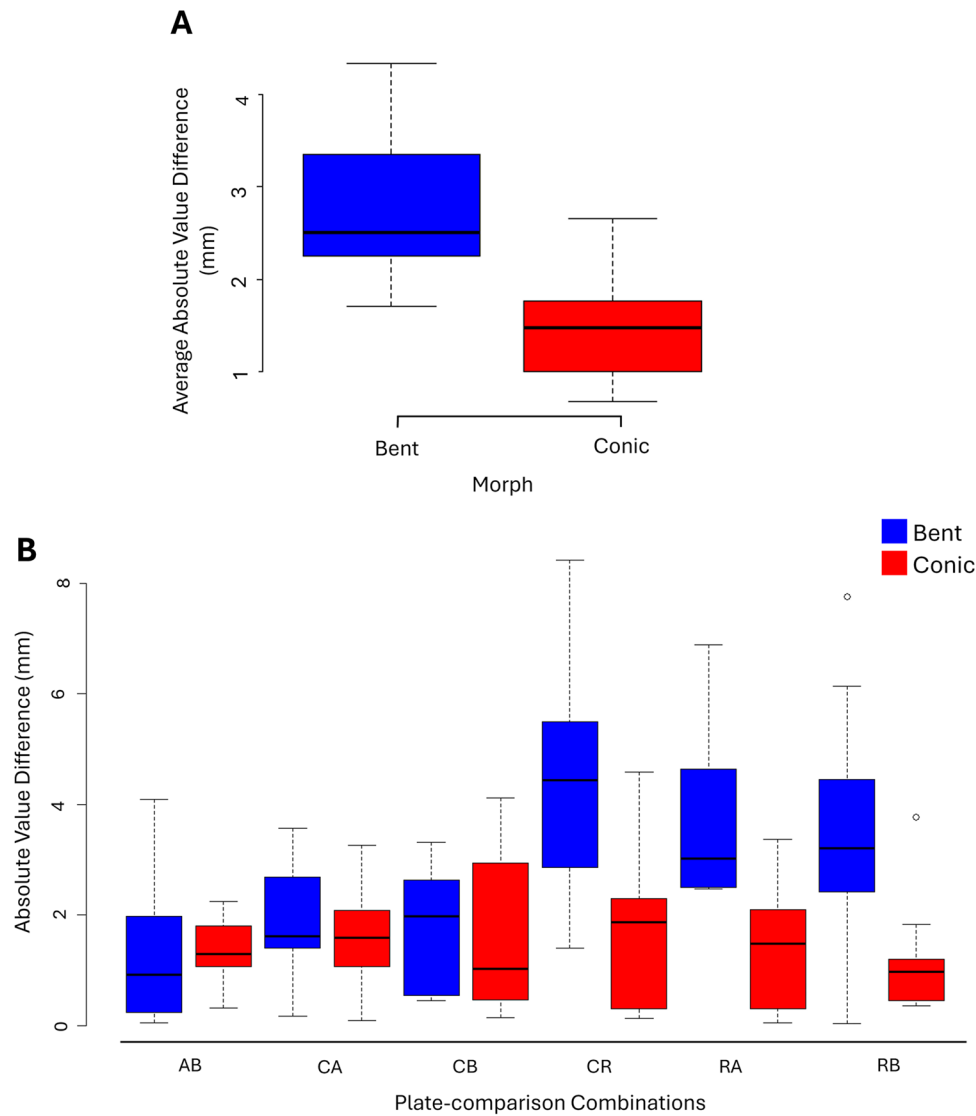 A
Average Absolute Value Difference
(mm)
4
3
2
1
Bent
Conic
Morph
B
Bent
Conic
Absolute Value Difference (mm)
8
6
4
2
0
AB
CA
CB
CR
RA
RB
Plate-comparison Combinations